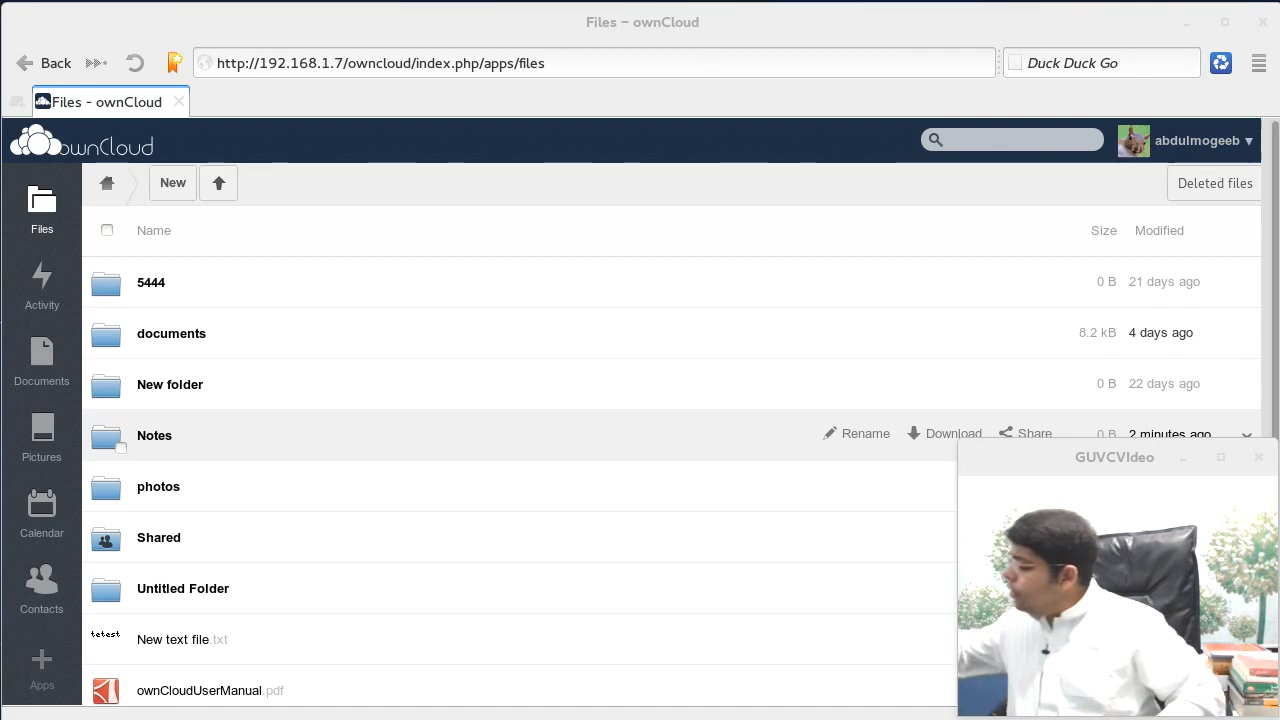 Files – ownCloud
Back
http://192.168.1.7/owncloud/index.php/apps/files
Duck Duck Go
Files - ownCloud
ownCloud
abdulmogeeb
New
Deleted files
Files
Name
Size
Modified
5444
0 B
21 days ago
Activity
documents
8.2 kB
4 days ago
Documents
New folder
0 B
22 days ago
Notes
Rename
Download
Share
0 B
2 minutes ago
Pictures
GUVCVIdeo
photos
Calendar
Shared
Untitled Folder
Contacts
tetest
New text file.txt
Apps
ownCloudUserManual.pdf